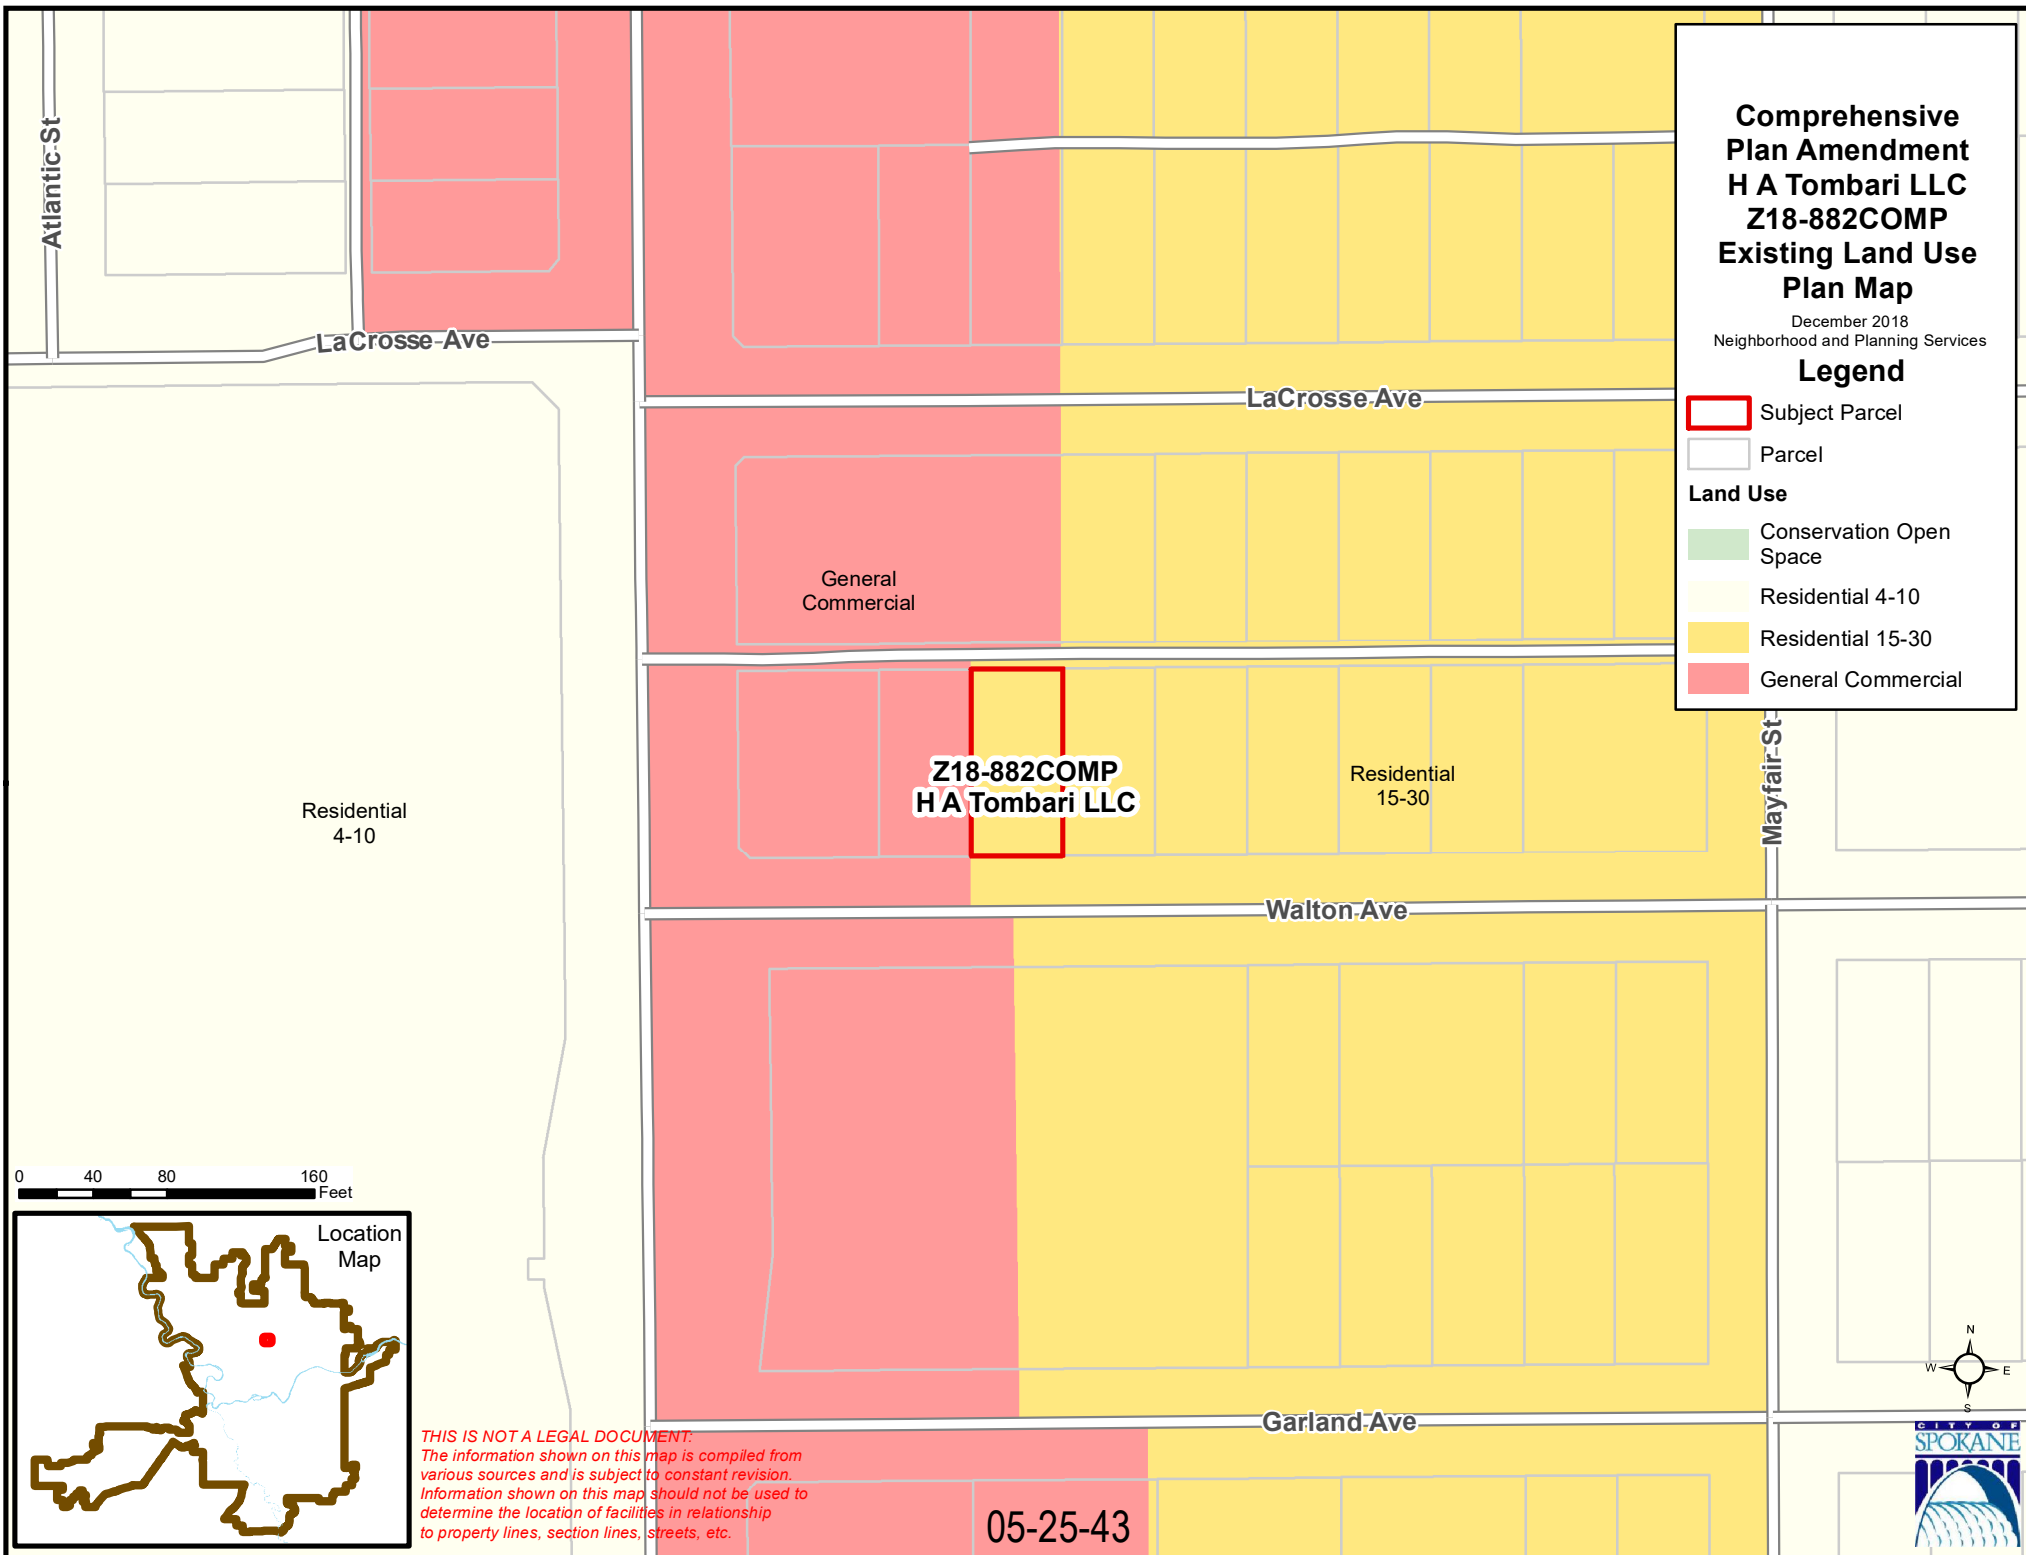 Comprehensive
Plan Amendment
H A Tombari LLC
Z18-882COMP
Existing Land Use
Plan Map
December 2018
Neighborhood and Planning Services
Legend
Subject Parcel
Parcel
Land Use
Conservation Open
Space
Residential 4-10
Residential 15-30
General Commercial
Atlantic St
LaCrosse Ave
LaCrosse Ave
General
Commercial
Z18-882COMP
H A Tombari LLC
Residential
15-30
Residential
4-10
Mayfair St
Walton Ave
Garland Ave
0 40 80 160
Feet
Location
Map
THIS IS NOT A LEGAL DOCUMENT:
The information shown on this map is compiled from
various sources and is subject to constant revision.
Information shown on this map should not be used to
determine the location of facilities in relationship
to property lines, section lines, streets, etc.
05-25-43
N
W E
S
CITY OF
SPOKANE